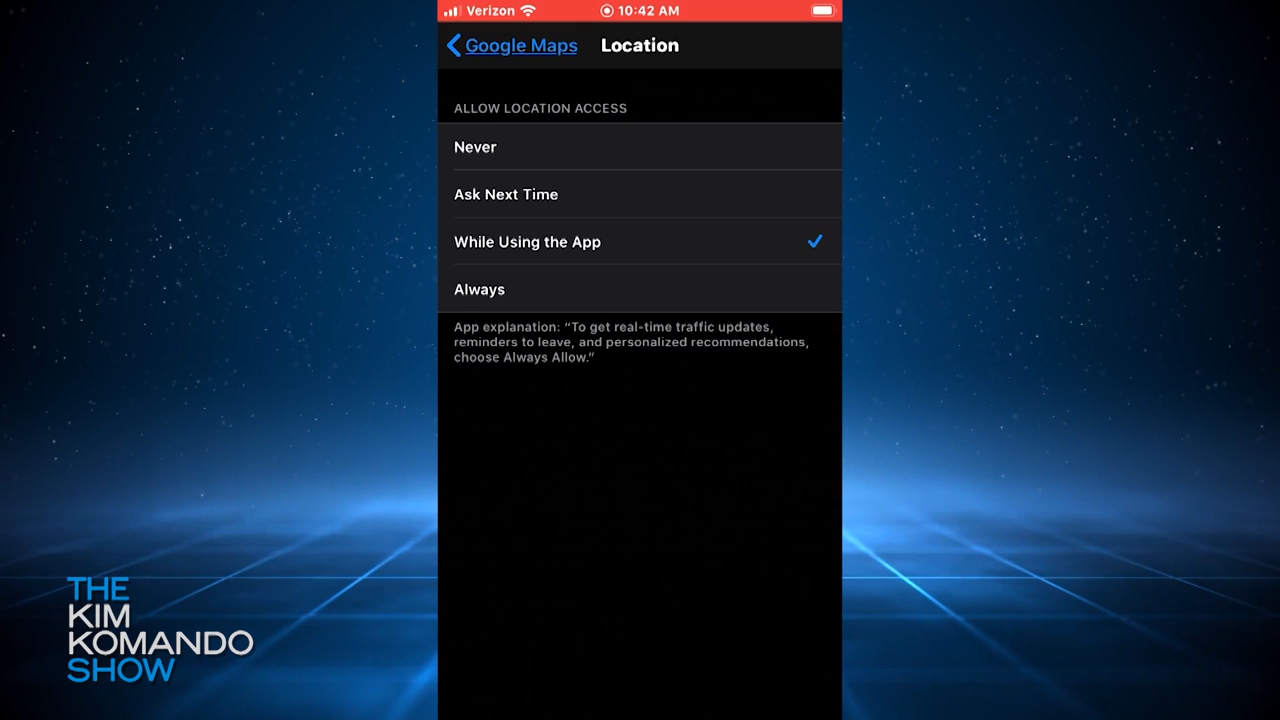 Verizon 10:42 AM
Google Maps Location
ALLOW LOCATION ACCESS
Never
Ask Next Time
While Using the App
Always
App explanation: “To get real-time traffic updates,
reminders to leave, and personalized recommendations,
choose Always Allow.”
THE
KIM
KOMANDO
SHOW